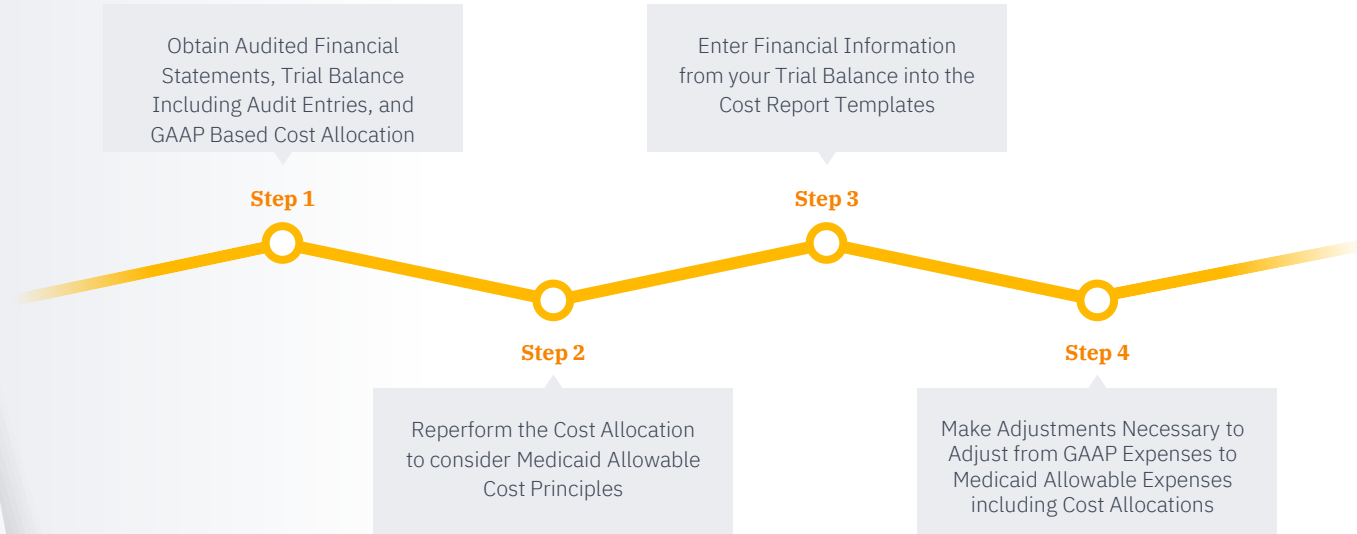 Obtain Audited Financial
Statements, Trial Balance
Including Audit Entries, and
GAAP Based Cost Allocation
Step 1
Step 2
Reperform the Cost Allocation
to consider Medicaid Allowable
Cost Principles
Enter Financial Information
from your Trial Balance into the
Cost Report Templates
Step 3
Step 4
Make Adjustments Necessary to
Adjust from GAAP Expenses to
Medicaid Allowable Expenses
including Cost Allocations